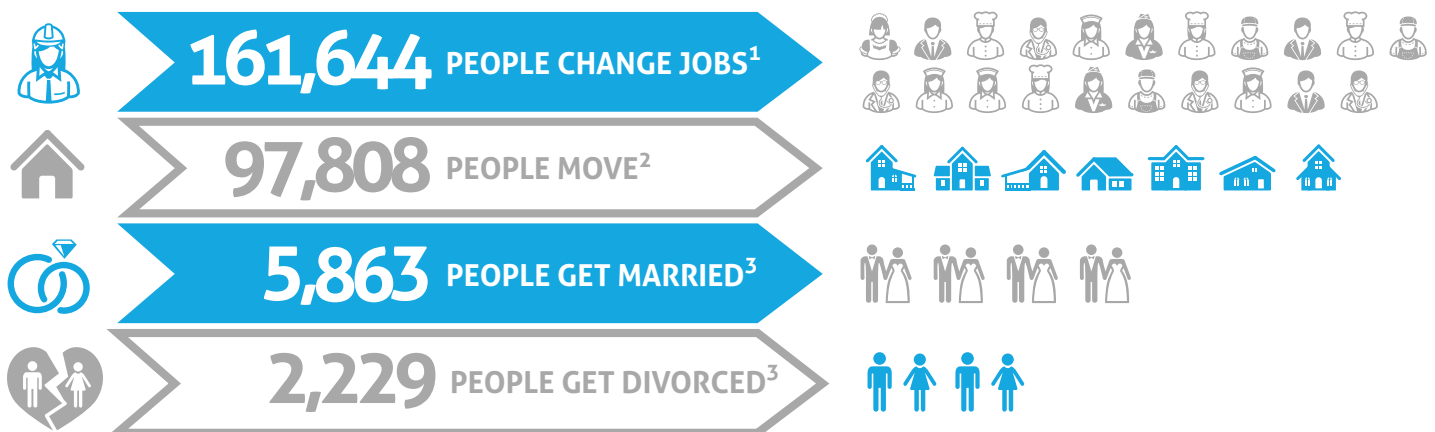 161,644 PEOPLE CHANGE JOBS¹
97,808 PEOPLE MOVE²
5,863 PEOPLE GET MARRIED³
2,229 PEOPLE GET DIVORCED³